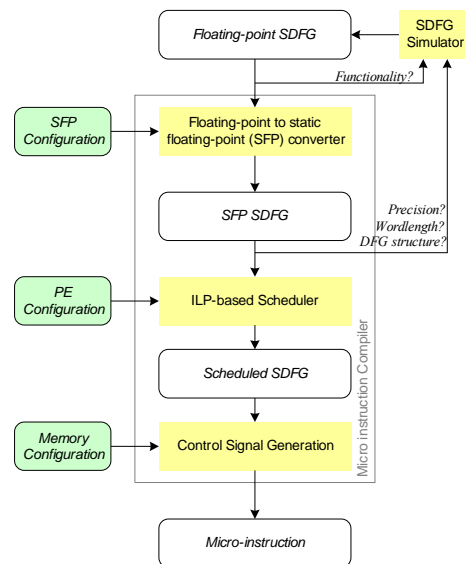 Floating-point SDFG
SDFG
Simulator
Functionality?
SFP
Configuration
Floating-point to static
floating-point (SFP) converter
SFP SDFG
Precision?
Wordlength?
DFG structure?
PE
Configuration
ILP-based Scheduler
Scheduled SDFG
Micro instruction Compiler
Memory
Configuration
Control Signal Generation
Micro-instruction